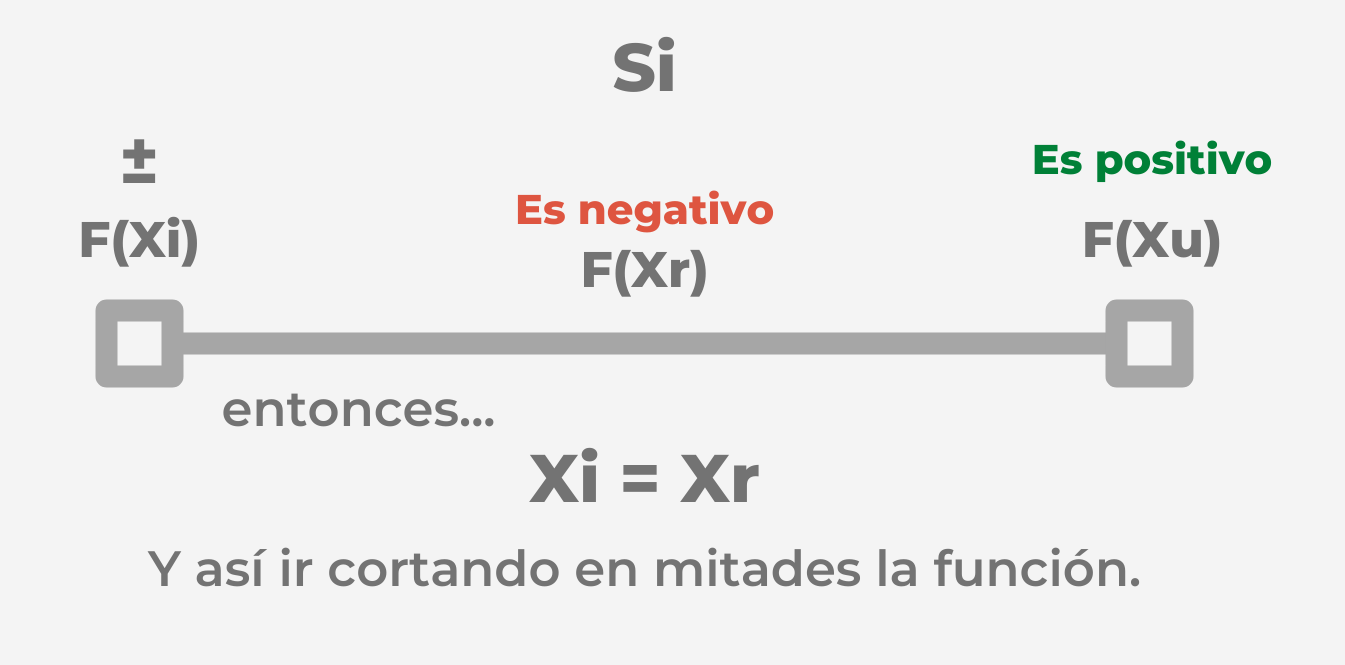 Si
±
Es positivo
Es negativo
F(Xi)
F(Xr)
F(Xu)
entonces...
Xi = Xr
Y así ir cortando en mitades la función.